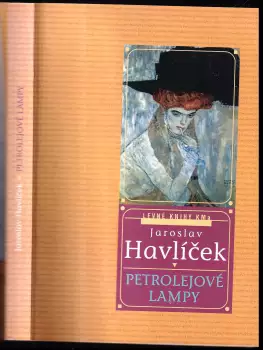 Jaroslav Havlíček • PETROLEJOVÉ LAMPY
LEVNÉ KNIHY KMa
Jaroslav
Havlíček
PETROLEJOVÉ
LAMPY